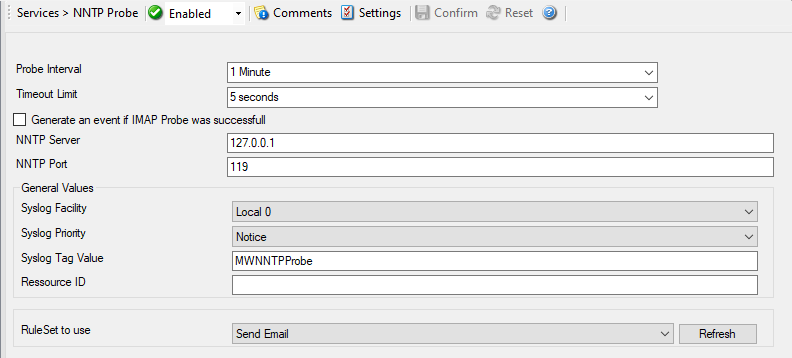 Services > NNTP Probe Enabled Comments Settings Confirm Reset ?
Probe Interval 1 Minute
Timeout Limit 5 seconds
Generate an event if IMAP Probe was successfull
NNTP Server 127.0.0.1
NNTP Port 119
General Values
Syslog Facility Local 0
Syslog Priority Notice
Syslog Tag Value MWNNTPProbe
Ressource ID
RuleSet to use Send Email Refresh